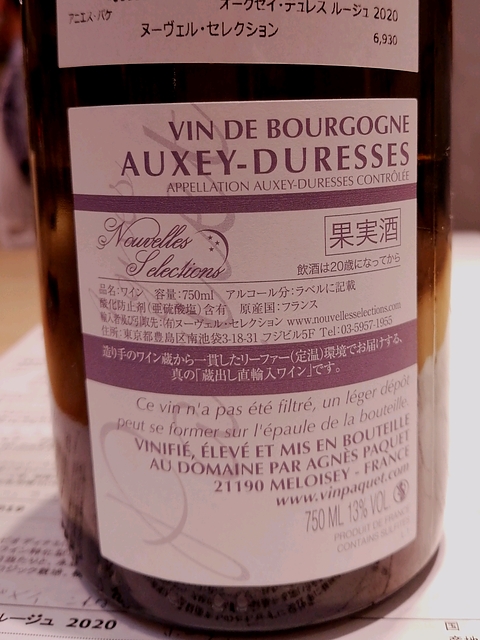 オークセイ・デュレス ルージュ 2020
アニエス・パケ
ヌーヴェル・セレクション
6,930
VIN DE BOURGOGNE
AUXEY-DURESSES
APPELLATION AUXEY-DURESSES CONTRÔLÉE
Nouvelles Selections
果実酒
飲酒は20歳になってから
品名:ワイン 容量:750ml アルコール分:ラベルに記載
酸化防止剤(亜硫酸塩)含有 原産国:フランス
輸入者及び引取先:(有)ヌーヴェル・セレクション www.nouvellesselections.com
住所:東京都豊島区南池袋3-18-31 フジビル5F Tel:03-5957-1955
造り手のワイン蔵から一貫したリーファー(定温)環境でお届けする、
真の「蔵出し直輸入ワイン」です。
Ce vin n'a pas été filtré, un léger dépôt
peut se former sur l'épaule de la bouteille.
VINIFIÉ, ÉLEVÉ ET MIS EN BOUTEILLE
AU DOMAINE PAR AGNÈS PAQUET
21190 MELOISEY - FRANCE
www.vinpaquet.com
750 ML 13% VOL
PRODUCE OF FRANCE
CONTAINS SULFITES
ルージュ 2020